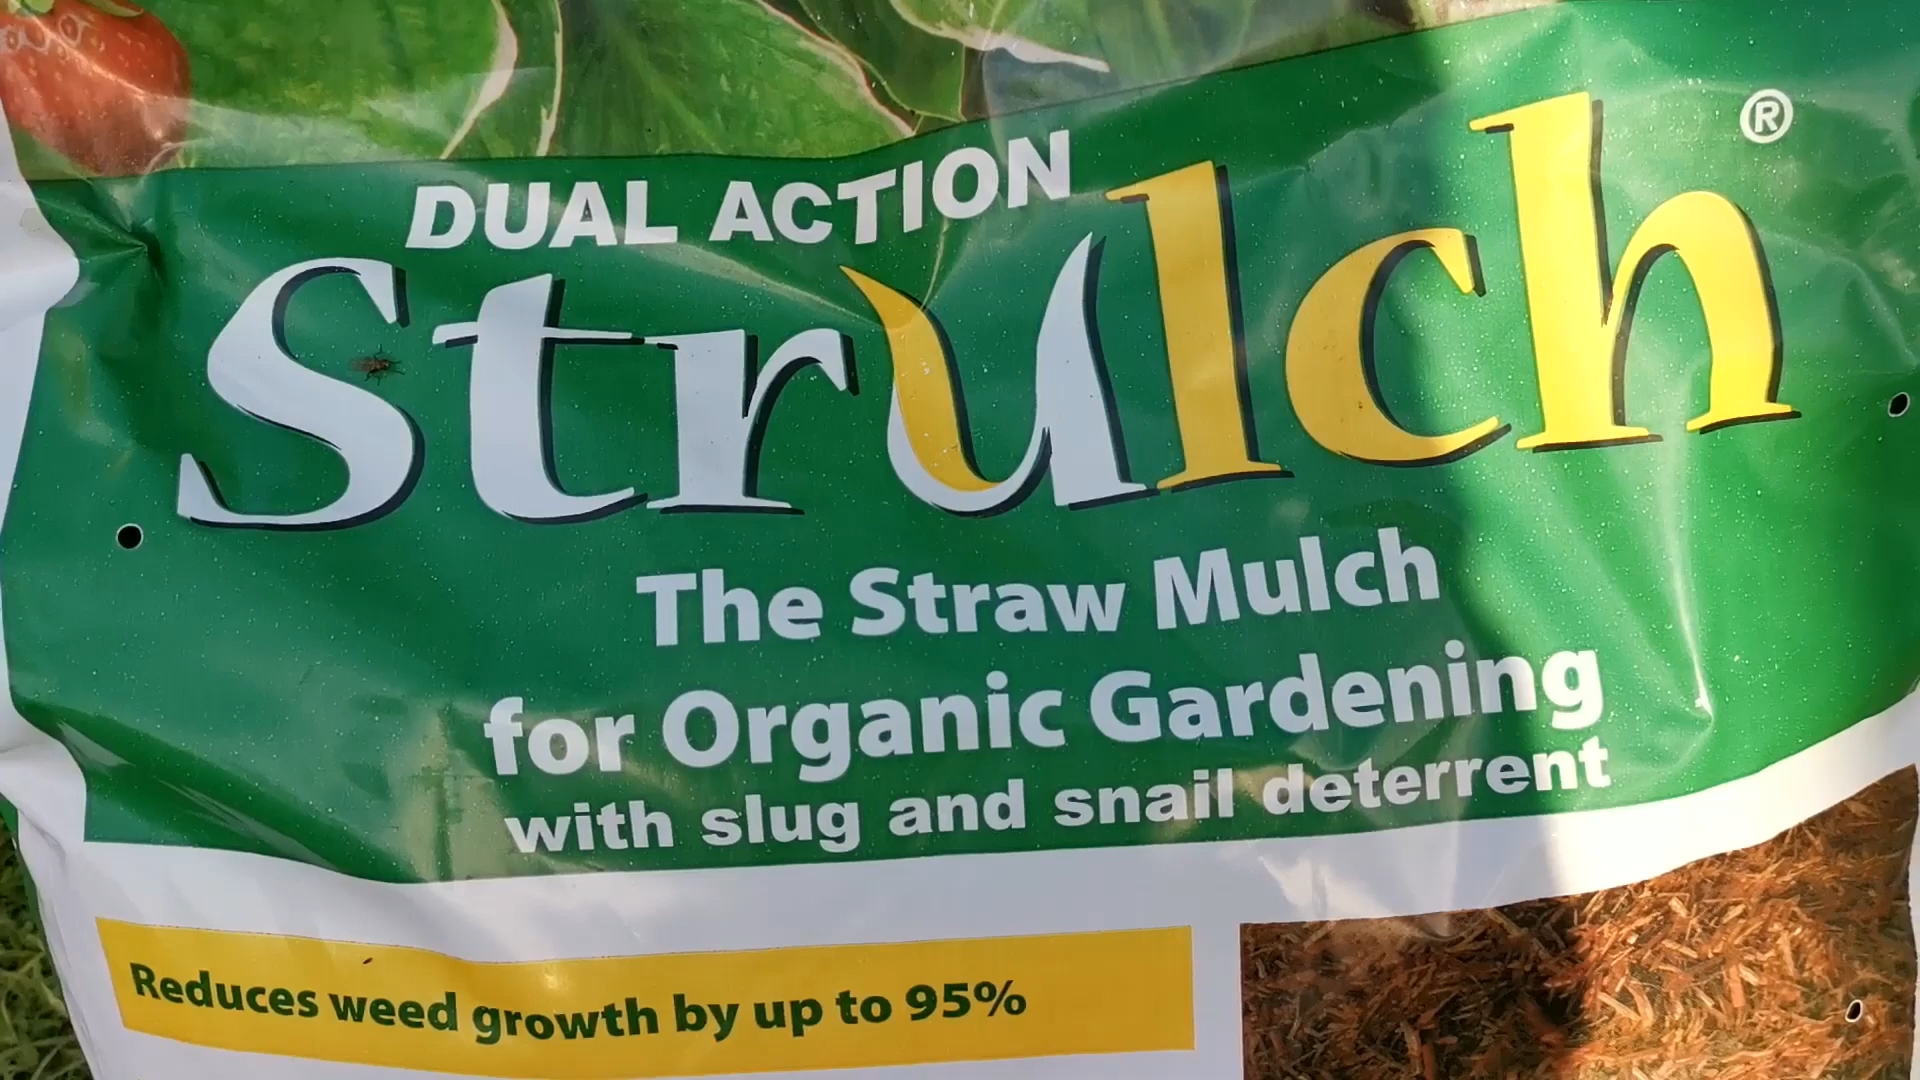 DUAL ACTION
Strulch®
The Straw Mulch
for Organic Gardening
with slug and snail deterrent
Reduces weed growth by up to 95%